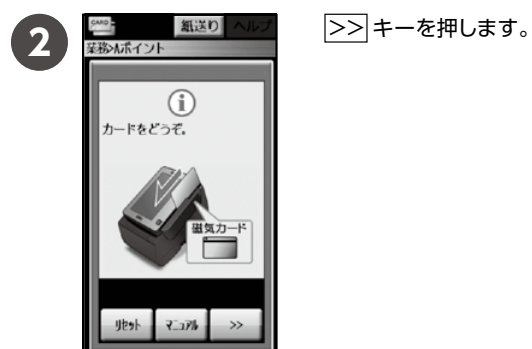 2
>> キーを押します。
CARD
紙送り
ヘルプ
業務>Aポイント
i
カードをどうぞ。
磁気カード
リセット
マニュアル
>>